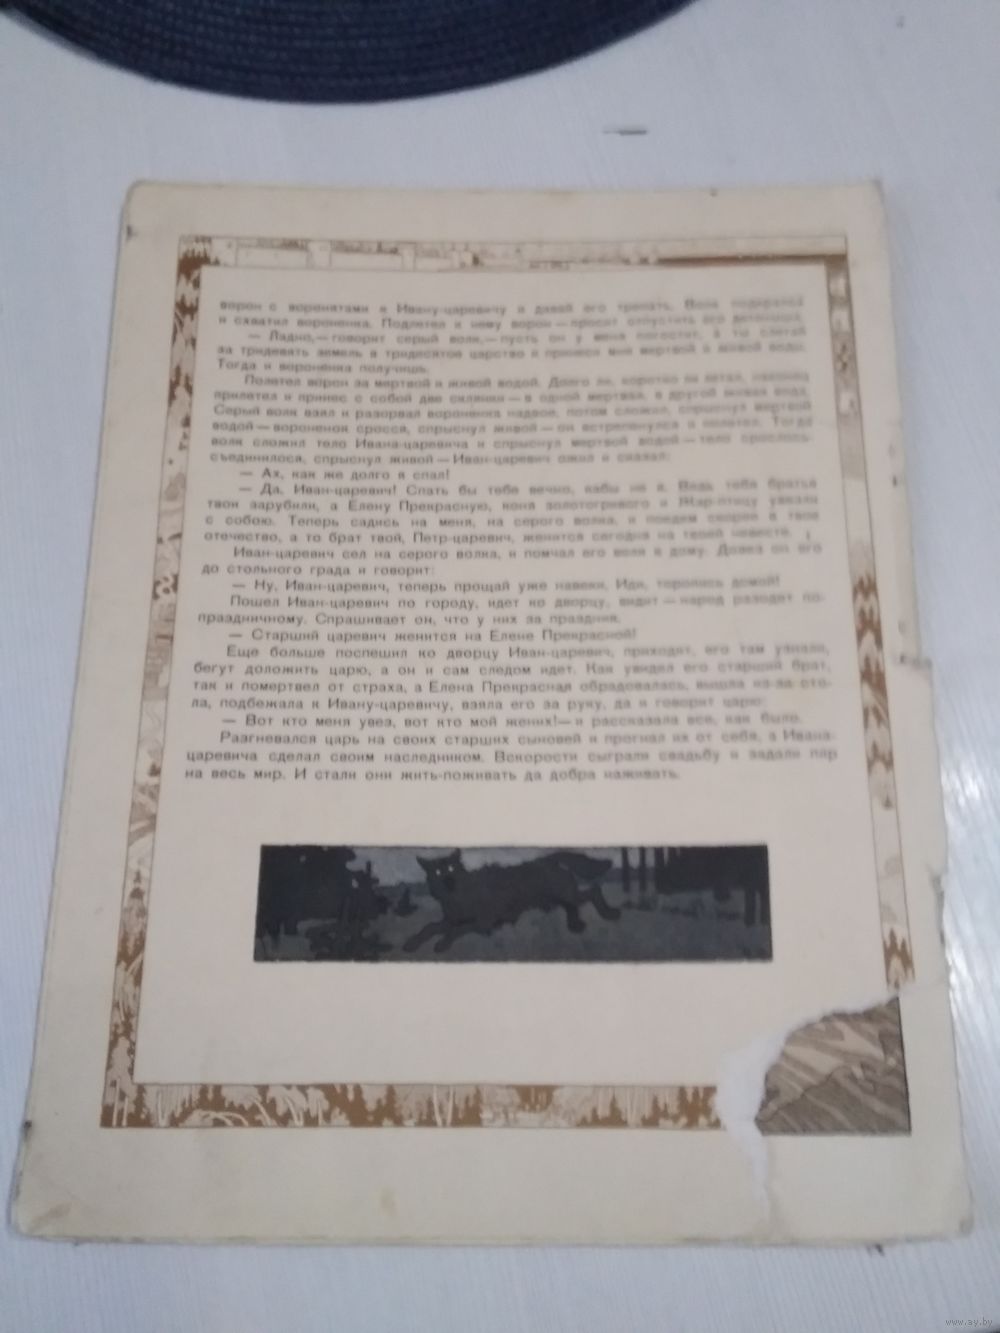 ворон с воронятами к Ивану-царевичу и давай его трепать. Волк подкрался
и схватил вороненка. Подлетел к нему ворон — просит отпустить его детеныша.
— Ладно,— говорит серый волк,— пусть он у меня погостит, а ты слетай
за тридевять земель в тридесятое царство и принеси мне мертвой и живой воды.
Тогда и вороненка получишь.
Полетел ворон за мертвой и живой водой. Долго ли, коротко ли летал, наконец
прилетел и принес с собой две склянки — в одной мертвая, в другой живая вода.
Серый волк взял и разорвал вороненка надвое, потом сложил, спрыснул мертвой
водой — вороненок сросся, спрыснул живой — он встрепенулся и полетел. Тогда
волк сложил тело Ивана-царевича и спрыснул мертвой водой — тело срослось-
съединилося, спрыснул живой — Иван-царевич ожил и сказал:
— Ах, как же долго я спал!
— Да, Иван-царевич! Спать бы тебе вечно, кабы не я. Ведь тебя братья
твои зарубили, а Елену Прекрасную, коня золотогривого и Жар-птицу увезли
с собою. Теперь садись на меня, на серого волка, и поедем скорее в твое
отечество, а то брат твой, Петр-царевич, женится сегодня на твоей невесте.
Иван-царевич сел на серого волка, и помчал его волк к дому. Довез он его
до стольного града и говорит:
— Ну, Иван-царевич, теперь прощай уже навеки. Иди, торопись домой!
Пошел Иван-царевич по городу, идет ко дворцу, видит — народ разодет по-
праздничному. Спрашивает он, что у них за праздник.
— Старший царевич женится на Елене Прекрасной!
Еще больше поспешил ко дворцу Иван-царевич, приходит, его там узнали,
бегут доложить царю, а он и сам следом идет. Как увидел его старший брат,
так и помертвел от страха, а Елена Прекрасная обрадовалась, вышла из-за сто-
ла, подбежала к Ивану-царевичу, взяла его за руку, да и говорит царю:
— Вот кто меня увез, вот кто мой жених!— и рассказала все, как было.
Разгневался царь на своих старших сыновей и прогнал их от себя, а Ивана-
царевича сделал своим наследником. Вскорости сыграли свадьбу и задали пир
на весь мир. И стали они жить-поживать да добра наживать.
www.ay.by